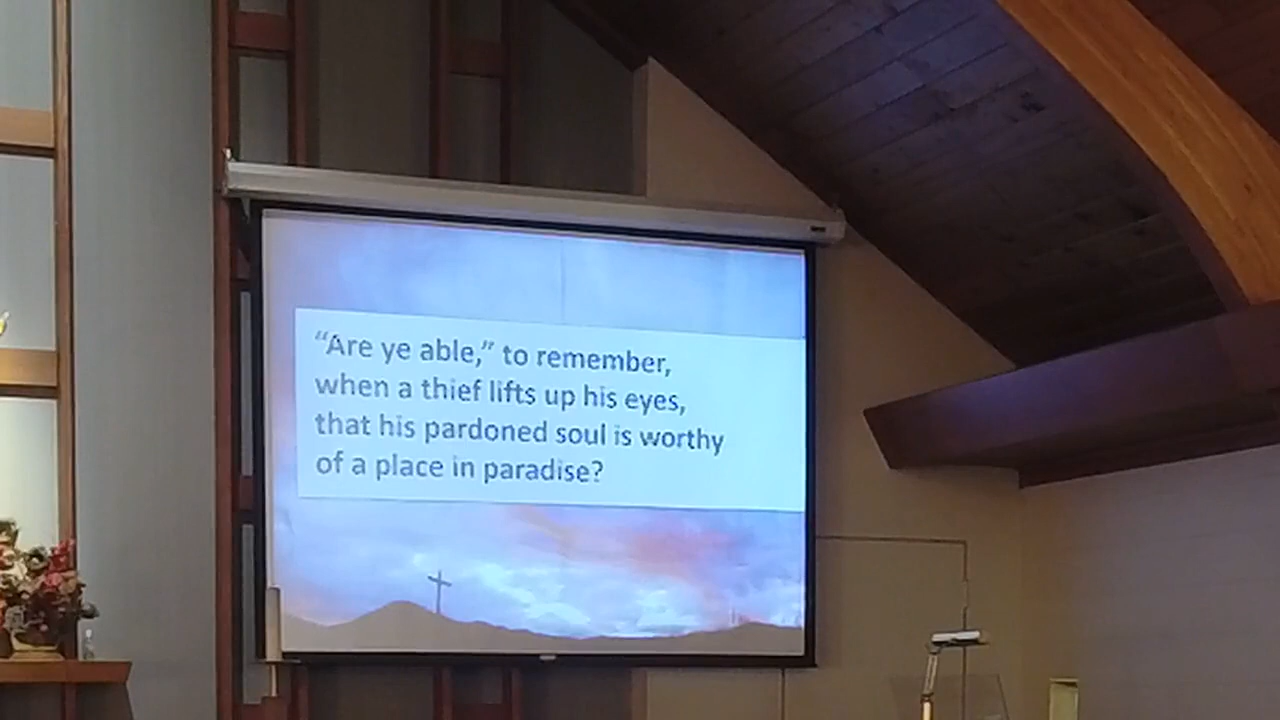 “Are ye able,” to remember,
when a thief lifts up his eyes,
that his pardoned soul is worthy
of a place in paradise?